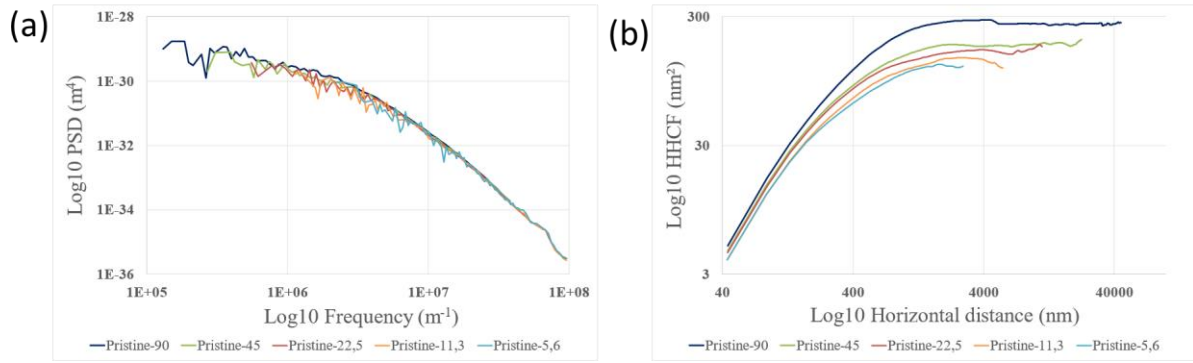 (a)
1E-28
1E-30
1E-32
1E-34
1E-36
Log10 PSD (m⁴)
1E+05 1E+06 1E+07 1E+08
Log10 Frequency (m⁻¹)
Pristine-90 Pristine-45 Pristine-22,5 Pristine-11,3 Pristine-5,6
(b)
300
30
3
Log10 HHCF (nm²)
40 400 4000 40000
Log10 Horizontal distance (nm)
Pristine-90 Pristine-45 Pristine-22,5 Pristine-11,3 Pristine-5,6